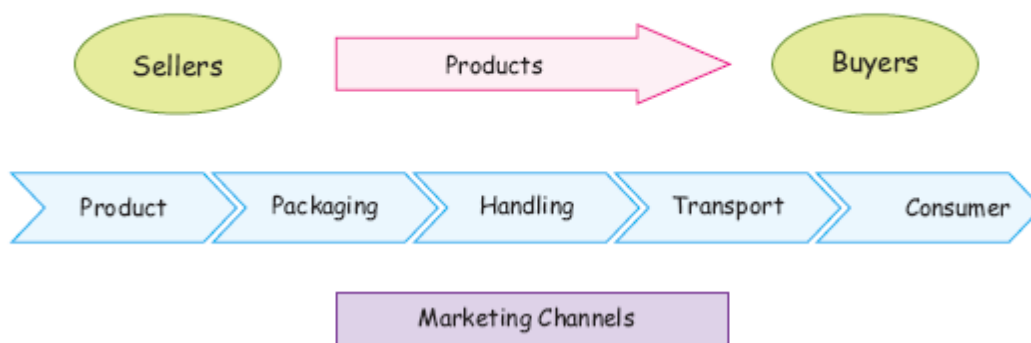 Sellers
Products
Buyers
Product
Packaging
Handling
Transport
Consumer
Marketing Channels